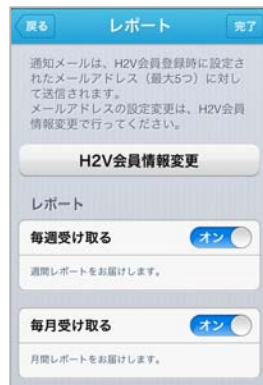 戻る
レポート
完了
通知メールは、H2V会員登録時に設定さ
れたメールアドレス（最大5つ）に対し
て送信されます。
メールアドレスの設定変更は、H2V会員
情報変更で行ってください。
H2V会員情報変更
レポート
毎週受け取る
オン
週間レポートをお届けします。
毎月受け取る
オン
月間レポートをお届けします。